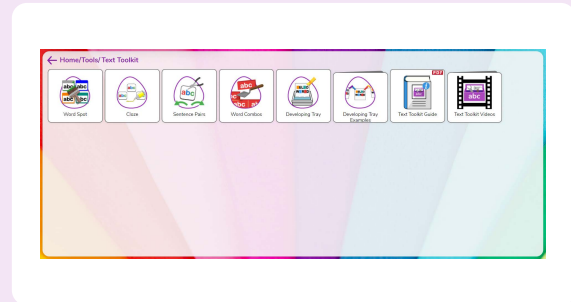 ← Home/Tools/Text Toolkit
PDF
Word Spot
Cloze
Sentence Pairs
Word Combos
Developing Tray
Developing Tray
Examples
Text Toolkit Guide
Text Toolkit Videos